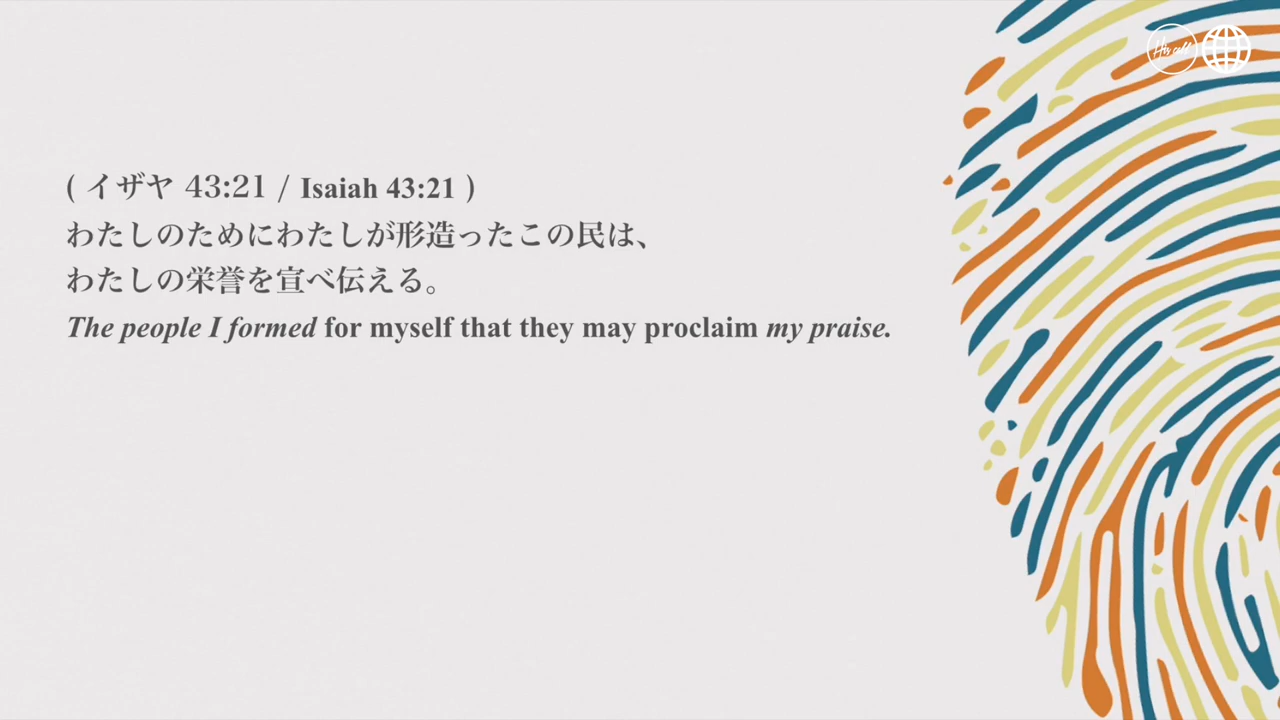 His call
( イザヤ 43:21 / Isaiah 43:21 )
わたしのためにわたしが形造ったこの民は、
わたしの栄誉を宣べ伝える。
The people I formed for myself that they may proclaim my praise.